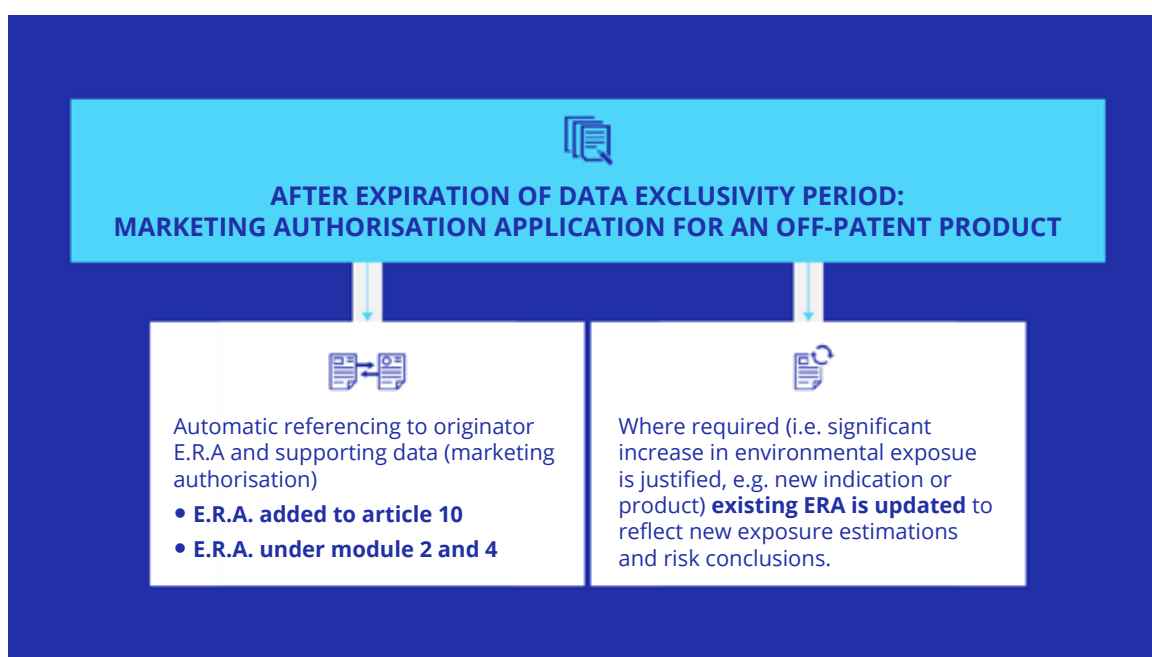 AFTER EXPIRATION OF DATA EXCLUSIVITY PERIOD:
MARKETING AUTHORISATION APPLICATION FOR AN OFF-PATENT PRODUCT
Automatic referencing to originator
E.R.A and supporting data (marketing
authorisation)
• E.R.A. added to article 10
• E.R.A. under module 2 and 4
Where required (i.e. significant
increase in environmental exposue
is justified, e.g. new indication or
product) existing ERA is updated to
reflect new exposure estimations
and risk conclusions.